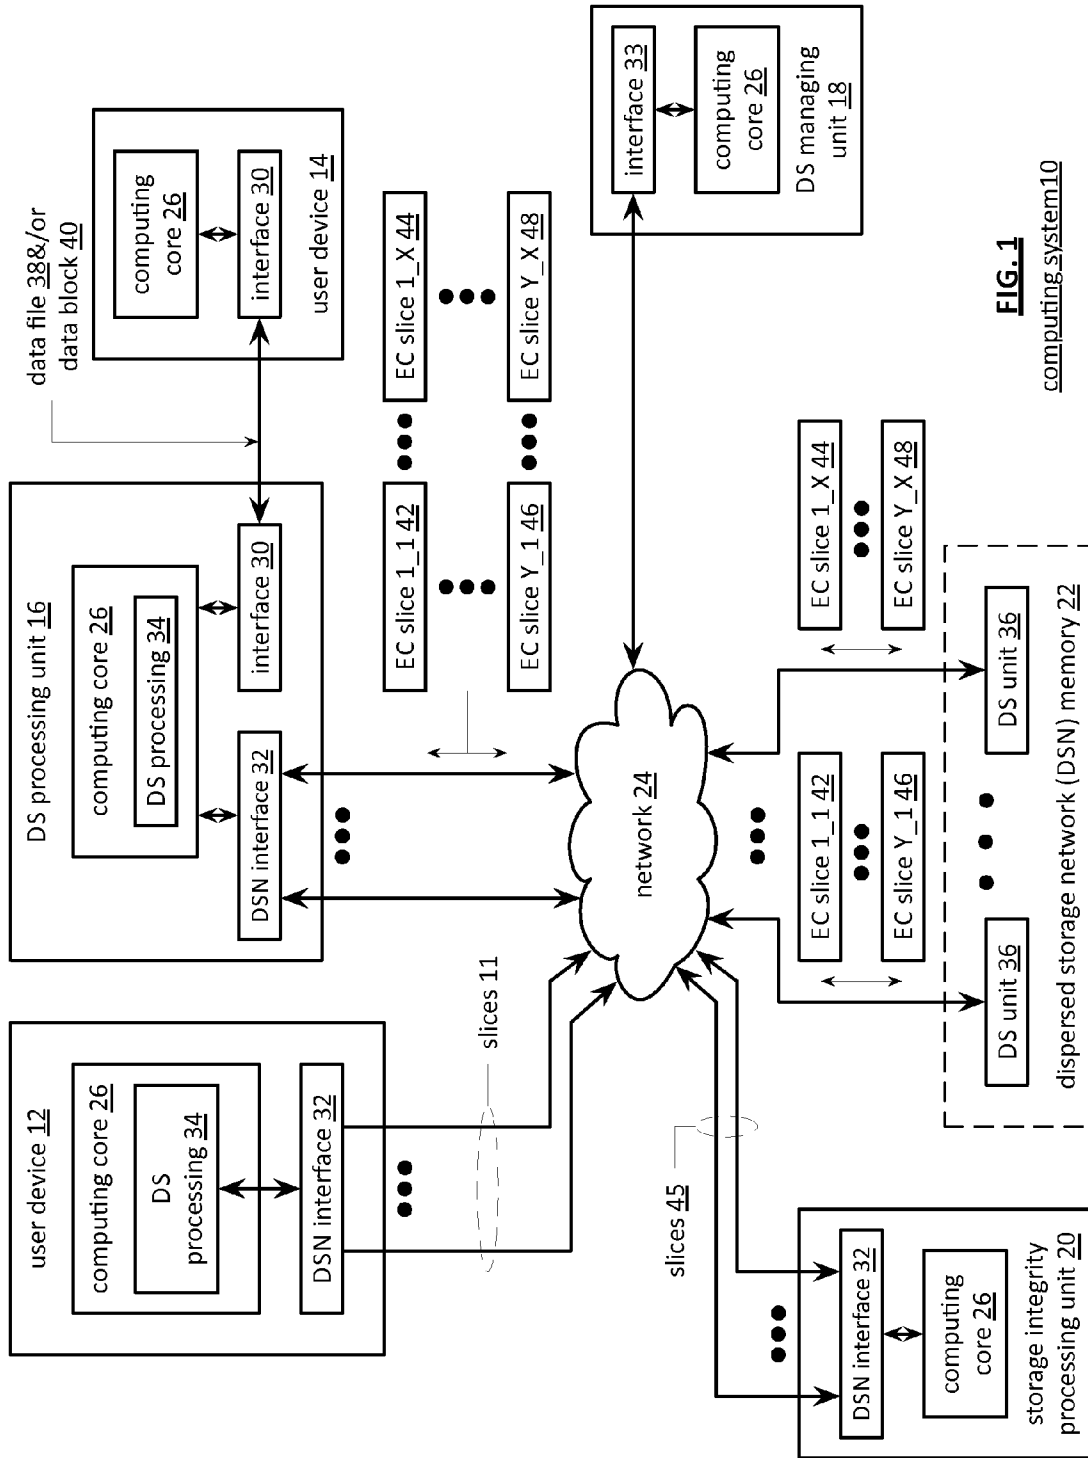 user device 12
computing core 26
DS
processing 34
DSN interface 32
slices 11
DS processing unit 16
computing core 26
DS processing 34
DSN interface 32
interface 30
data file 38&/or
data block 40
computing
core 26
interface 30
user device 14
EC slice 1_1 42
EC slice 1_X 44
EC slice Y_1 46
EC slice Y_X 48
network 24
interface 33
computing
core 26
DS managing
unit 18
slices 45
DSN interface 32
computing
core 26
storage integrity
processing unit 20
EC slice 1_1 42
EC slice Y_1 46
EC slice 1_X 44
EC slice Y_X 48
DS unit 36
DS unit 36
dispersed storage network (DSN) memory 22
FIG. 1
computing system10